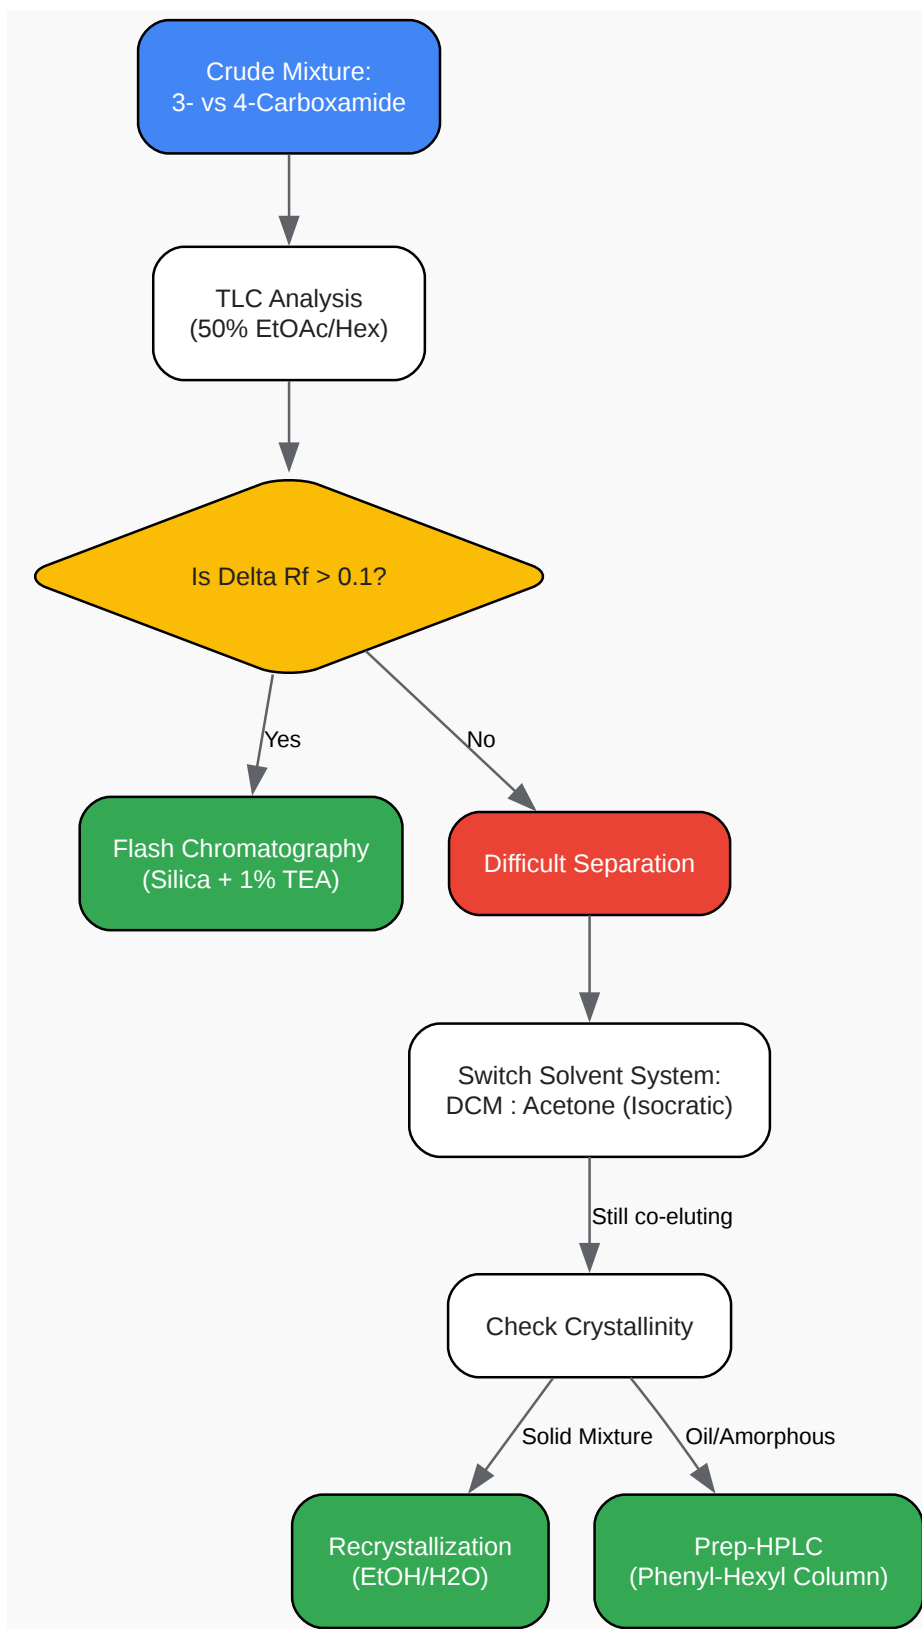 Crude Mixture:
3- vs 4-Carboxamide
TLC Analysis
(50% EtOAc/Hex)
Is Delta Rf > 0.1?
Yes
No
Flash Chromatography
(Silica + 1% TEA)
Difficult Separation
Switch Solvent System:
DCM : Acetone (Isocratic)
Still co-eluting
Check Crystallinity
Solid Mixture
Oil/Amorphous
Recrystallization
(EtOH/H2O)
Prep-HPLC
(Phenyl-Hexyl Column)